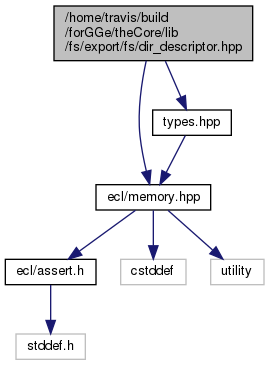 /home/travis/build
/forGGe/theCore/lib
/fs/export/fs/dir_descriptor.hpp
types.hpp
ecl/memory.hpp
ecl/assert.h
cstddef
utility
stddef.h